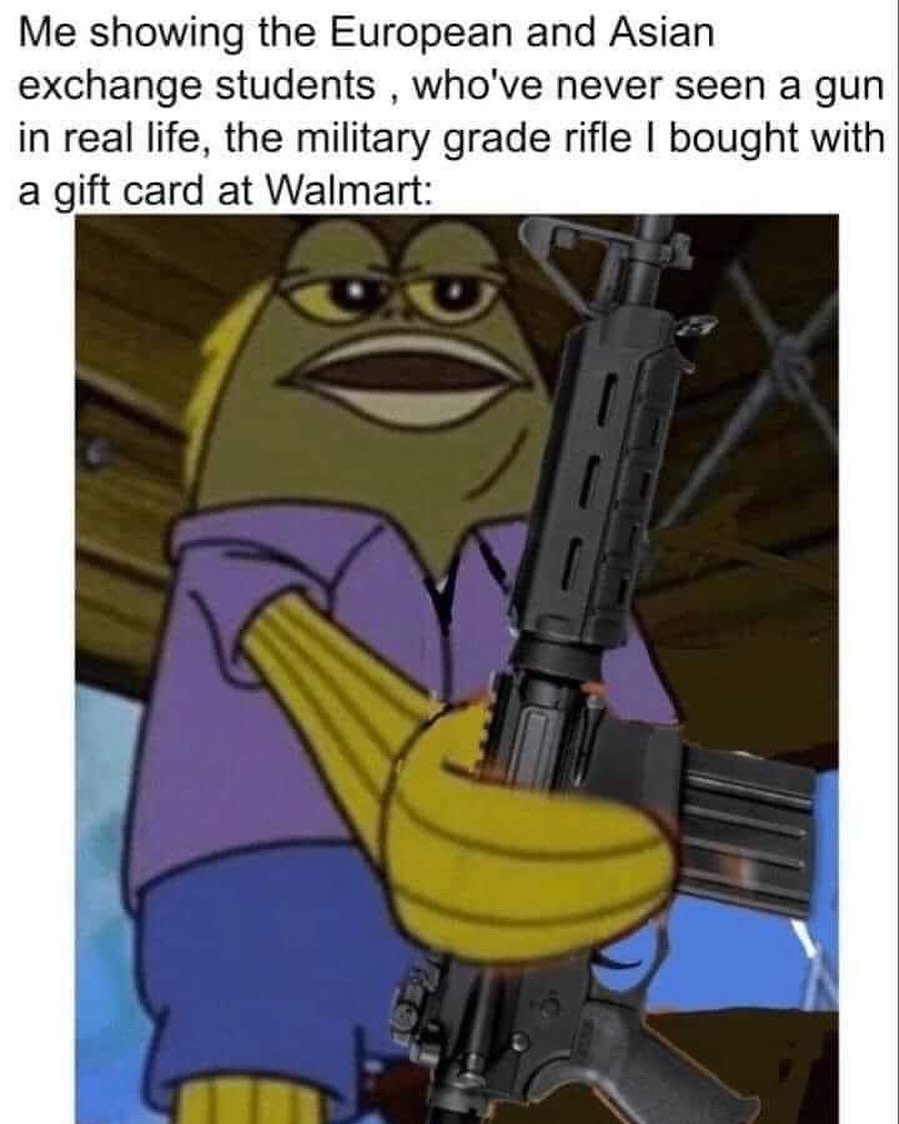 Me showing the European and Asian
exchange students , who've never seen a gun
in real life, the military grade rifle I bought with
a gift card at Walmart: